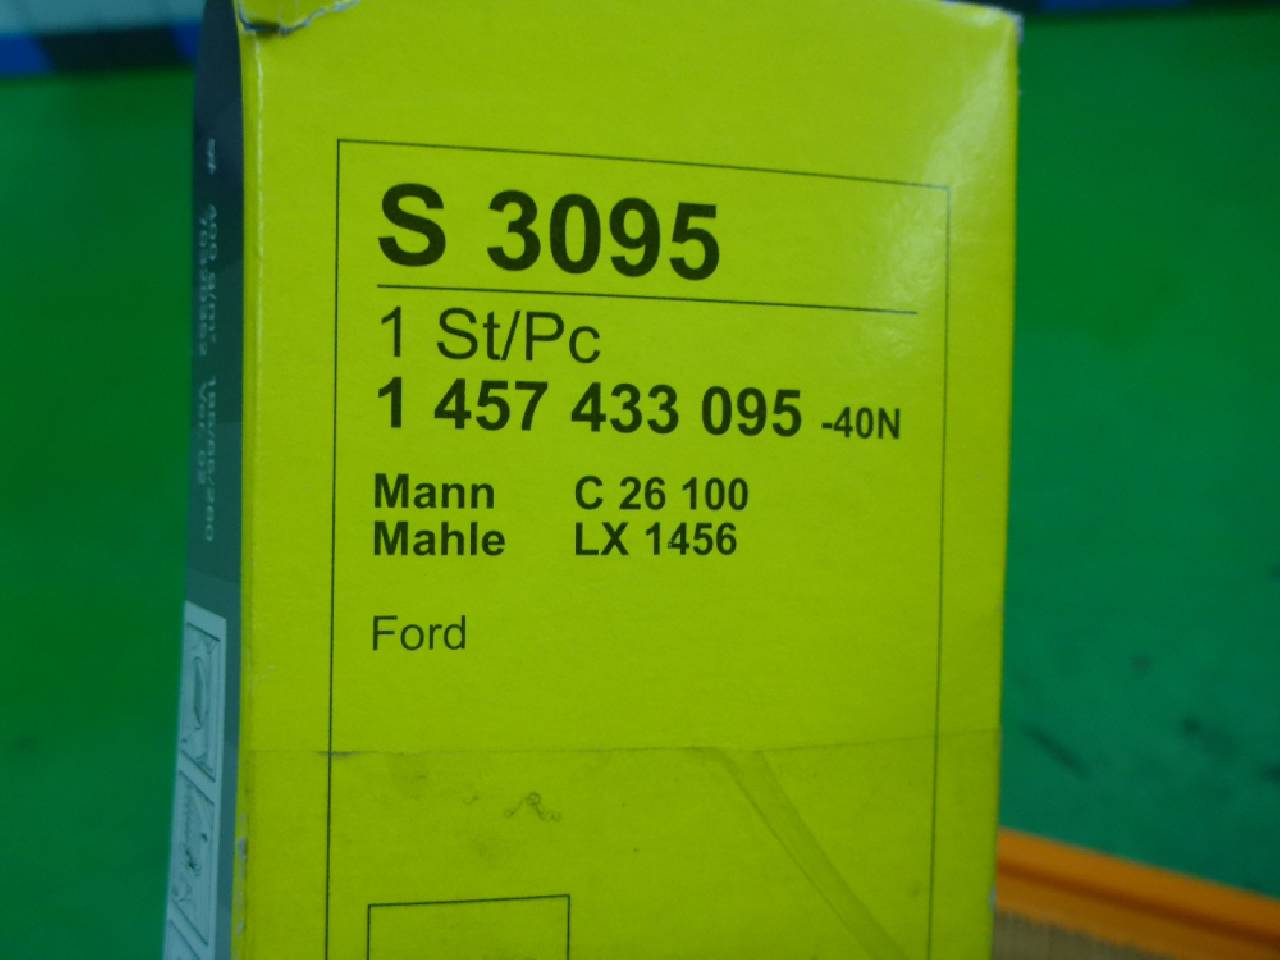 S 3095
1 St/Pc
1 457 433 095 -40N
Mann C 26 100
Mahle LX 1456
Ford